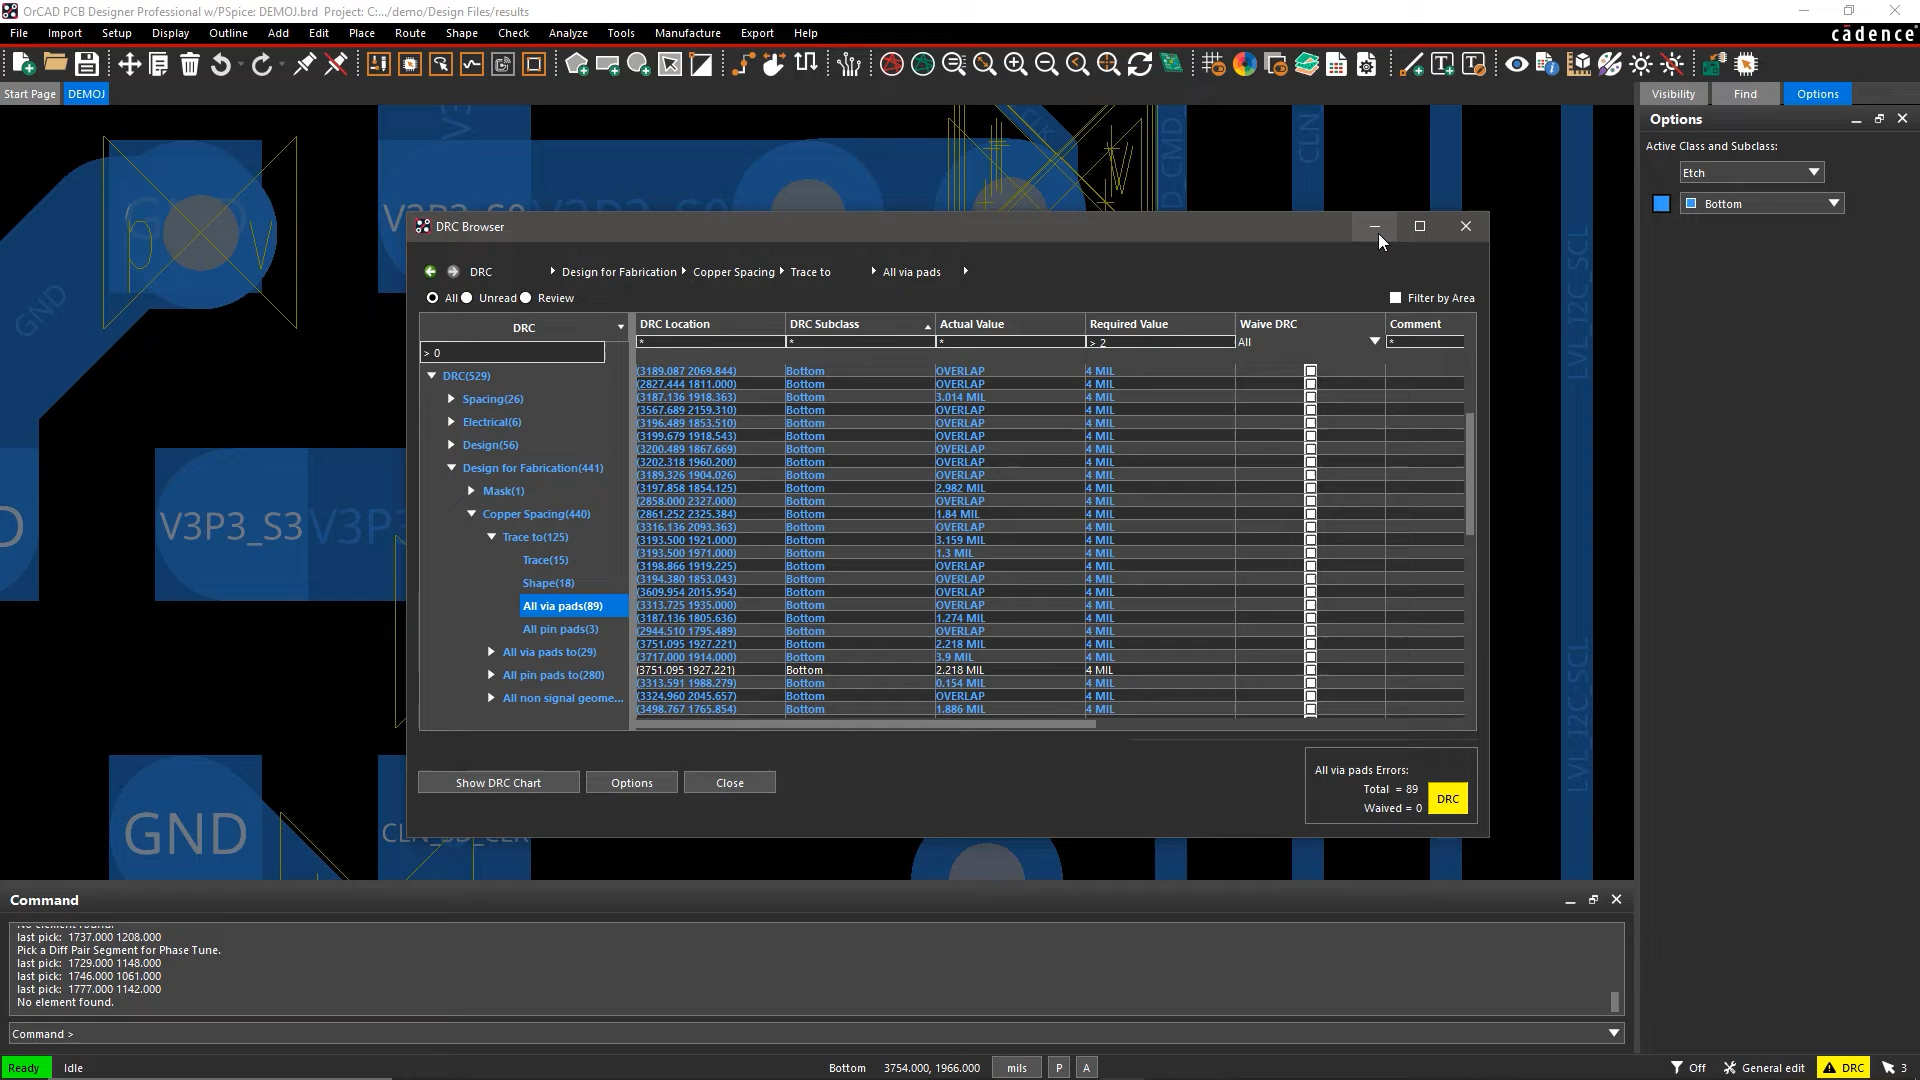 OrCAD PCB Designer Professional w/PSpice: DEMOJ.brd Project: C:.../demo/Design Files/results
File Import Setup Display Outline Add Edit Place Route Shape Check Analyze Tools Manufacture Export Help
cādence
Start Page DEMOJ
Visibility Find Options
Options
Active Class and Subclass:
Etch
Bottom
GND
GND
V3P3_S3
CLN
LVL_I2C_SCL
LVL_I2C_SCL
GND
DRC Browser
DRC Design for Fabrication Copper Spacing Trace to All via pads
All Unread Review Filter by Area
DRC DRC Location DRC Subclass Actual Value Required Value Waive DRC Comment
> 0 * * * > 2 All *
DRC(529)
Spacing(26)
Electrical(6)
Design(56)
Design for Fabrication(441)
Mask(1)
Copper Spacing(440)
Trace to(125)
Trace(15)
Shape(18)
All via pads(89)
All pin pads(3)
All via pads to(29)
All pin pads to(280)
All non signal geome...
(3189.087 2069.844) Bottom OVERLAP 4 MIL
(2827.444 1811.000) Bottom OVERLAP 4 MIL
(3187.136 1918.363) Bottom 3.014 MIL 4 MIL
(3567.689 2159.310) Bottom OVERLAP 4 MIL
(3196.489 1853.510) Bottom OVERLAP 4 MIL
(3199.679 1918.543) Bottom OVERLAP 4 MIL
(3200.489 1867.669) Bottom OVERLAP 4 MIL
(3202.318 1960.200) Bottom OVERLAP 4 MIL
(3189.326 1904.026) Bottom OVERLAP 4 MIL
(3197.858 1854.125) Bottom 2.982 MIL 4 MIL
(2858.000 2327.000) Bottom OVERLAP 4 MIL
(2861.252 2325.384) Bottom 1.84 MIL 4 MIL
(3316.136 2093.363) Bottom OVERLAP 4 MIL
(3193.500 1921.000) Bottom 3.159 MIL 4 MIL
(3193.500 1971.000) Bottom 1.3 MIL 4 MIL
(3198.866 1919.225) Bottom OVERLAP 4 MIL
(3194.380 1853.043) Bottom OVERLAP 4 MIL
(3609.954 2015.954) Bottom OVERLAP 4 MIL
(3313.725 1935.000) Bottom OVERLAP 4 MIL
(3187.136 1805.636) Bottom 1.274 MIL 4 MIL
(2944.510 1795.489) Bottom OVERLAP 4 MIL
(3751.095 1927.221) Bottom 2.218 MIL 4 MIL
(3717.000 1914.000) Bottom 3.9 MIL 4 MIL
(3751.095 1927.221) Bottom 2.218 MIL 4 MIL
(3313.591 1988.279) Bottom 0.154 MIL 4 MIL
(3324.960 2045.657) Bottom OVERLAP 4 MIL
(3498.767 1765.854) Bottom 1.886 MIL 4 MIL
Show DRC Chart Options Close
All via pads Errors:
Total = 89
Waived = 0
DRC
Command
last pick: 1737.000 1208.000
Pick a Diff Pair Segment for Phase Tune.
last pick: 1729.000 1148.000
last pick: 1746.000 1061.000
last pick: 1777.000 1142.000
No element found.
Command >
Ready Idle Bottom 3754.000, 1966.000 mils P A Off General edit DRC 3